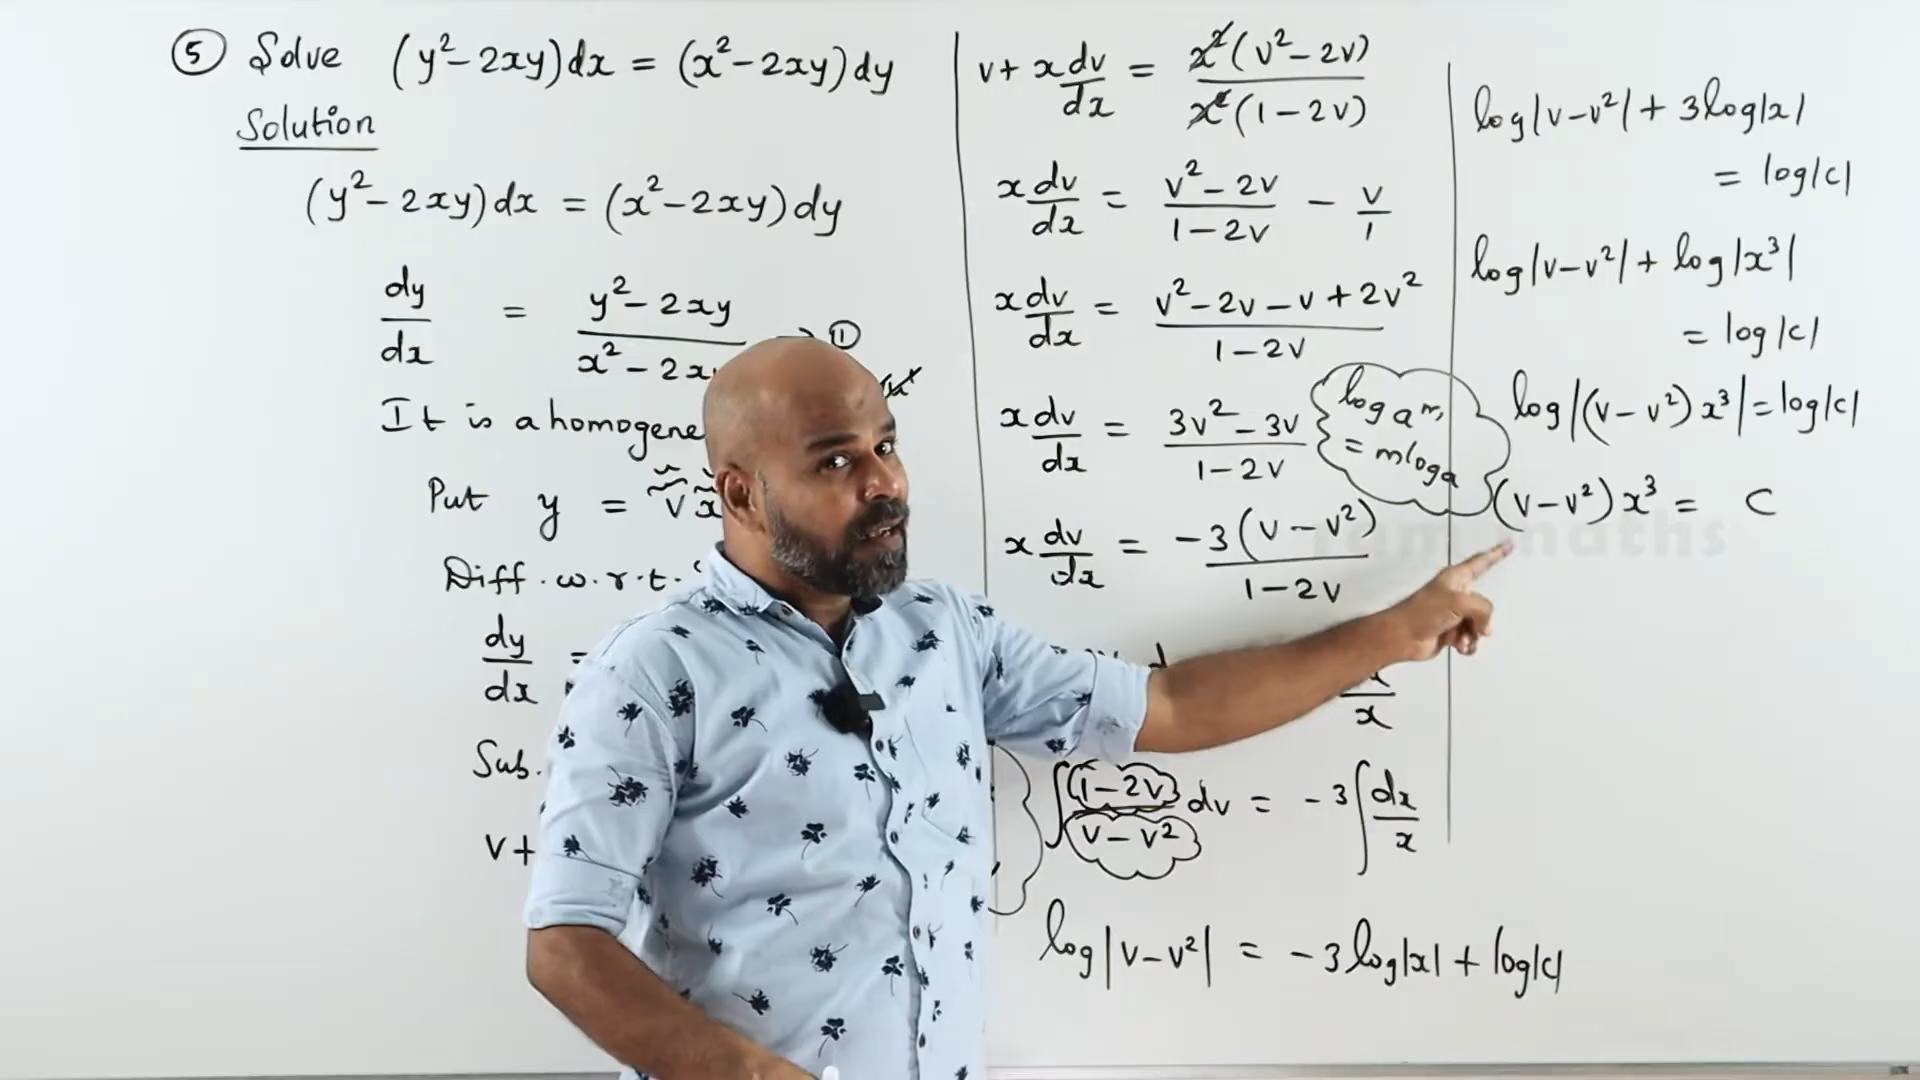 ⑤ Solve (y²-2xy)dx = (x²-2xy)dy
Solution
(y²-2xy)dx = (x²-2xy)dy
dy/dx = y²-2xy / x²-2x → ①
It is a homogene
Put y = vx
Diff. w.r.t.
dy/dx =
Sub.
v+
v+x dv/dx = x²(v²-2v) / x²(1-2v)
x dv/dx = v²-2v / 1-2v - v/1
x dv/dx = v²-2v-v+2v² / 1-2v
x dv/dx = 3v²-3v / 1-2v
x dv/dx = -3(v-v²) / 1-2v
x
∫ 1-2v / v-v² dv = -3∫ dx/x
log|v-v²| = -3log|x| + log|c|
log|v-v²| + 3log|x|
= log|c|
log|v-v²| + log|x³|
= log|c|
log aᵐ
= m log a
log|(v-v²)x³| = log|c|
(v-v²)x³ = C
ram maths